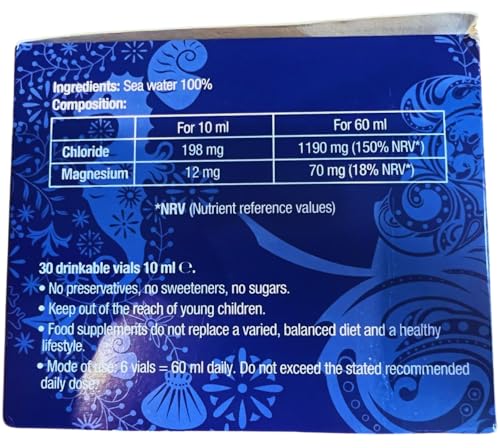 Ingredients: Sea water 100%
Composition:
For 10 ml For 60 ml
Chloride 198 mg 1190 mg (150% NRV*)
Magnesium 12 mg 70 mg (18% NRV*)
*NRV (Nutrient reference values)
30 drinkable vials 10 ml ℮.
• No preservatives, no sweeteners, no sugars.
• Keep out of the reach of young children.
• Food supplements do not replace a varied, balanced diet and a healthy
lifestyle.
• Mode of use: 6 vials = 60 ml daily. Do not exceed the stated recommended
daily dose.